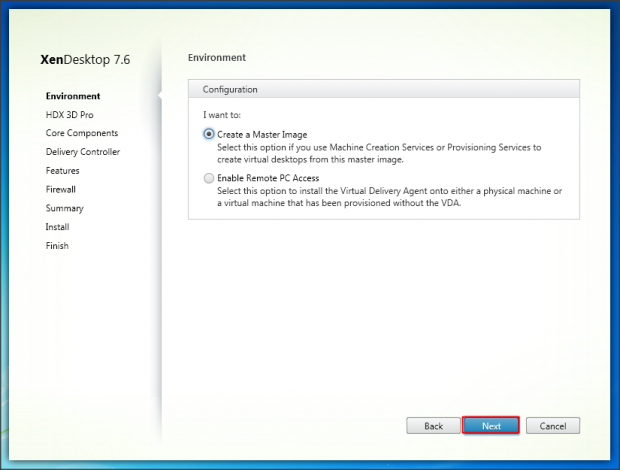 XenDesktop 7.6
Environment
HDX 3D Pro
Core Components
Delivery Controller
Features
Firewall
Summary
Install
Finish
Environment
Configuration
I want to:
Create a Master Image
Select this option if you use Machine Creation Services or Provisioning Services to
create virtual desktops from this master image.
Enable Remote PC Access
Select this option to install the Virtual Delivery Agent onto either a physical machine or
a virtual machine that has been provisioned without the VDA.
Back
Next
Cancel